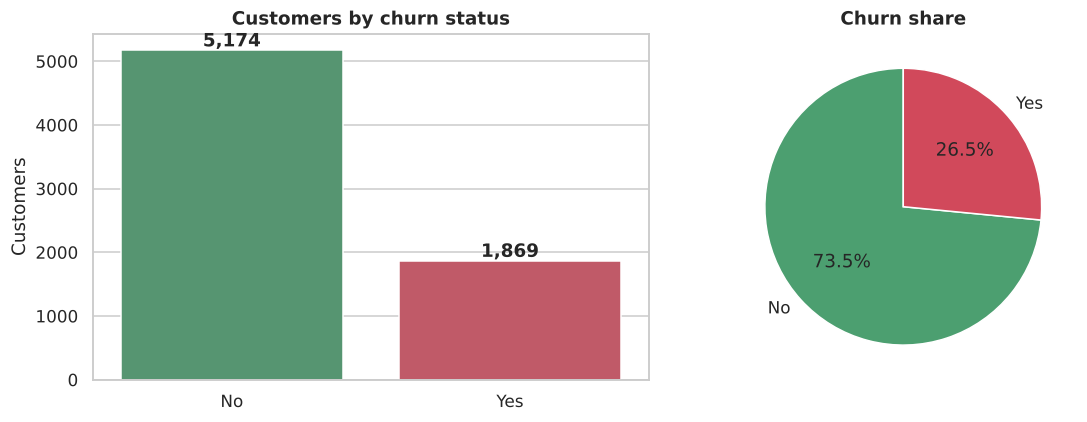 Customers by churn status
5,174
5000
4000
3000
2000
1000
0
Customers
1,869
No
Yes
Churn share
Yes
26.5%
73.5%
No